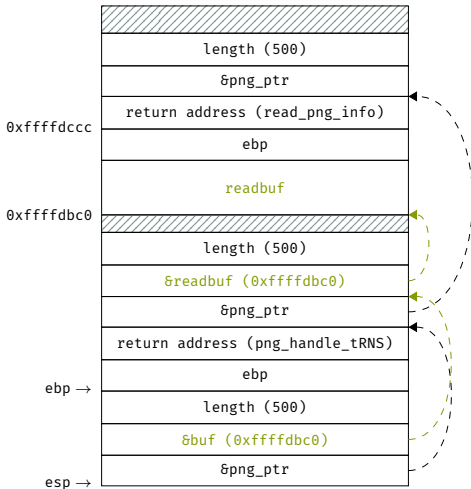 length (500)
&png_ptr
return address (read_png_info)
0xffffdccc
ebp
readbuf
0xffffdbc0
length (500)
&readbuf (0xffffdbc0)
&png_ptr
return address (png_handle_tRNS)
ebp
ebp →
length (500)
&buf (0xffffdbc0)
&png_ptr
esp →